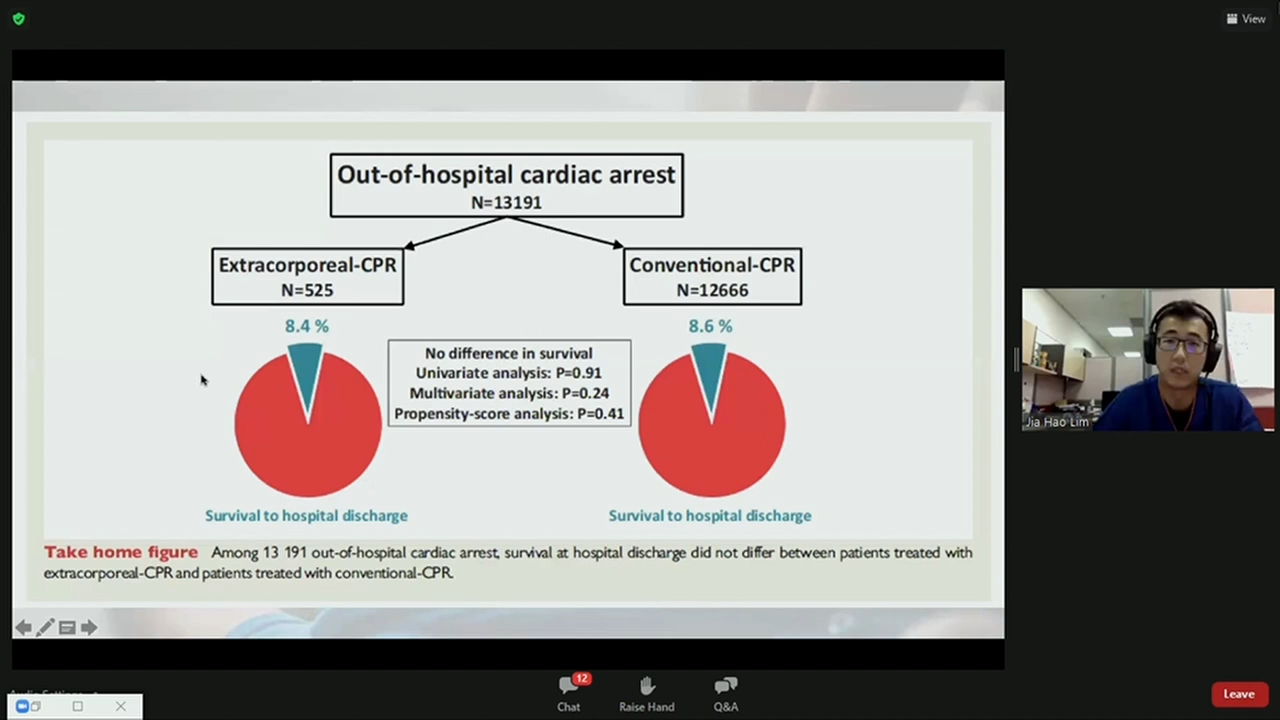 View
Out-of-hospital cardiac arrest
N=13191
Extracorporeal-CPR
N=525
Conventional-CPR
N=12666
8.4 %
8.6 %
No difference in survival
Univariate analysis: P=0.91
Multivariate analysis: P=0.24
Propensity-score analysis: P=0.41
Survival to hospital discharge
Survival to hospital discharge
Take home figure Among 13 191 out-of-hospital cardiac arrest, survival at hospital discharge did not differ between patients treated with
extracorporeal-CPR and patients treated with conventional-CPR.
Jia Hao Lim
12
Chat
Raise Hand
Q&A
Leave